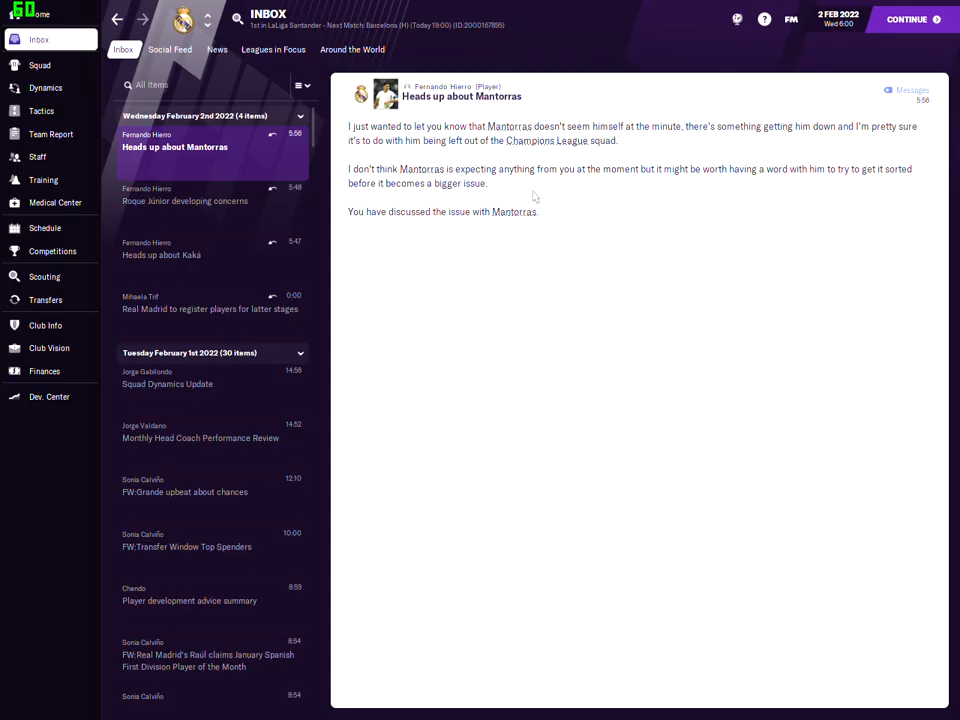 60
ome
INBOX
1st in LaLiga Santander - Next Match: Barcelona (H) (Today 19:00) (ID:2000167895)
FM
2 FEB 2022
Wed 6:00
CONTINUE
Inbox
Squad
Dynamics
Tactics
Team Report
Staff
Training
Medical Center
Schedule
Competitions
Scouting
Transfers
Club Info
Club Vision
Finances
Dev. Center
Inbox
Social Feed
News
Leagues in Focus
Around the World
All Items
Wednesday February 2nd 2022 (4 items)
Fernando Hierro
5:56
Heads up about Mantorras
Fernando Hierro
5:48
Roque Júnior developing concerns
Fernando Hierro
5:47
Heads up about Kaká
Mihaela Trif
0:00
Real Madrid to register players for latter stages
Tuesday February 1st 2022 (30 items)
Jorge Gabilondo
14:56
Squad Dynamics Update
Jorge Valdano
14:52
Monthly Head Coach Performance Review
Sonia Calviño
12:10
FW:Grande upbeat about chances
Sonia Calviño
10:00
FW:Transfer Window Top Spenders
Chendo
8:59
Player development advice summary
Sonia Calviño
8:54
FW:Real Madrid's Raúl claims January Spanish
First Division Player of the Month
Sonia Calviño
8:54
Fernando Hierro (Player)
Heads up about Mantorras
Messages
5:56
I just wanted to let you know that Mantorras doesn't seem himself at the minute, there's something getting him down and I'm pretty sure
it's to do with him being left out of the Champions League squad.
I don't think Mantorras is expecting anything from you at the moment but it might be worth having a word with him to try to get it sorted
before it becomes a bigger issue.
You have discussed the issue with Mantorras.